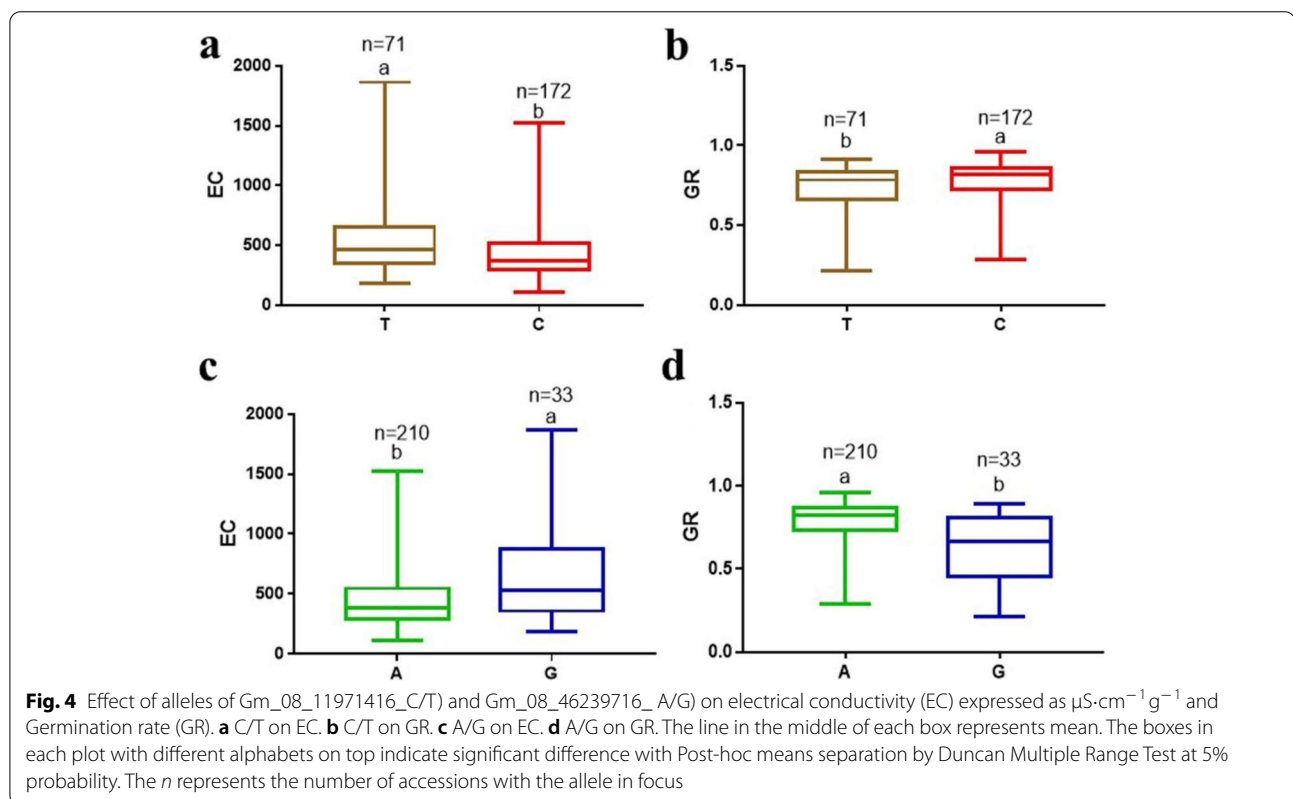 a
n=71
a
n=172
b
2000
1500
1000
500
0
EC
T
C
b
n=71
b
n=172
a
1.5
1.0
0.5
0.0
GR
T
C
c
n=210
b
n=33
a
2000
1500
1000
500
0
EC
A
G
d
n=210
a
n=33
b
1.5
1.0
0.5
0.0
GR
A
G
Fig. 4 Effect of alleles of Gm_08_11971416_C/T) and Gm_08_46239716_ A/G) on electrical conductivity (EC) expressed as μS·cm−1g−1 and
Germination rate (GR). a C/T on EC. b C/T on GR. c A/G on EC. d A/G on GR. The line in the middle of each box represents mean. The boxes in
each plot with different alphabets on top indicate significant difference with Post-hoc means separation by Duncan Multiple Range Test at 5%
probability. The n represents the number of accessions with the allele in focus